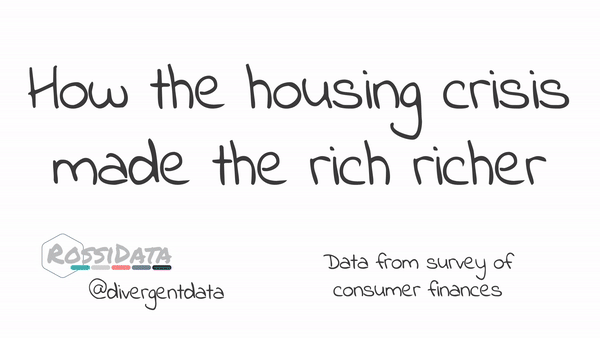 How the housing crisis
made the rich richer
ROSSIDATA
@divergentdata
Data from survey of
consumer finances